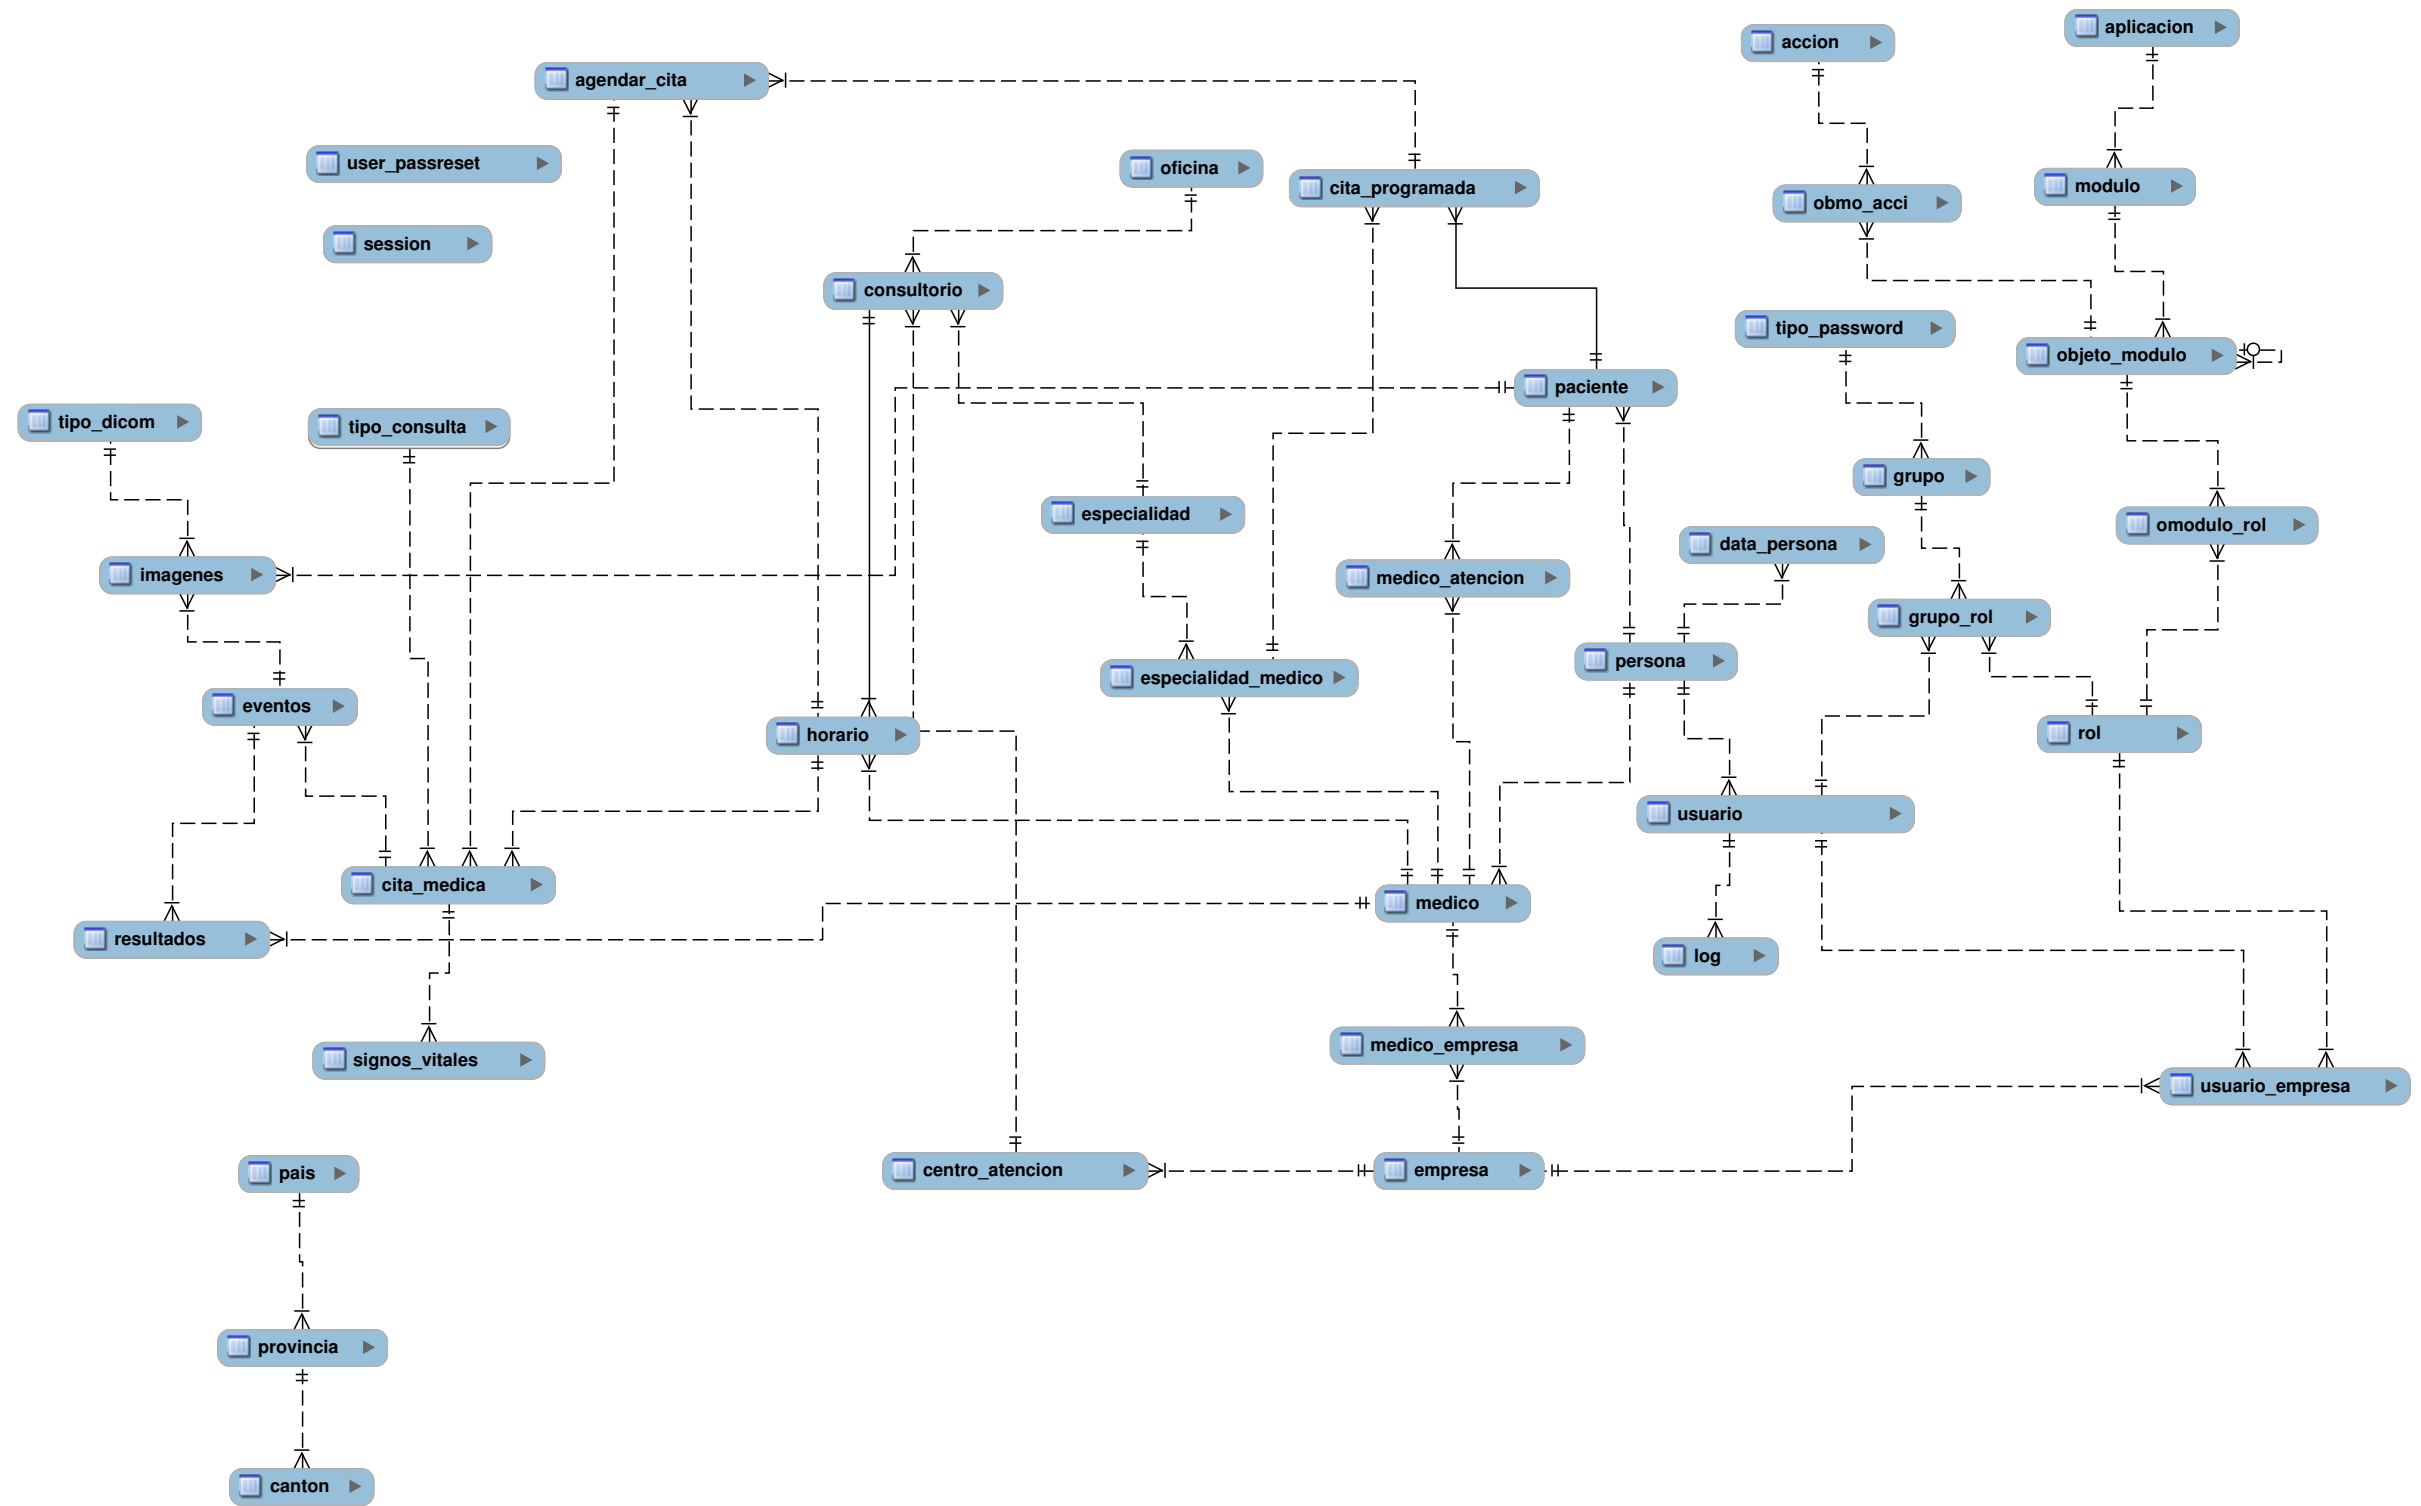 aplicacion
accion
agendar_cita
user_passreset
oficina
cita_programada
modulo
obmo_acci
session
consultorio
tipo_password
objeto_modulo
paciente
tipo_dicom
tipo_consulta
grupo
especialidad
omodulo_rol
data_persona
imagenes
medico_atencion
grupo_rol
persona
especialidad_medico
eventos
horario
rol
usuario
cita_medica
medico
resultados
log
medico_empresa
signos_vitales
usuario_empresa
centro_atencion
empresa
pais
provincia
canton